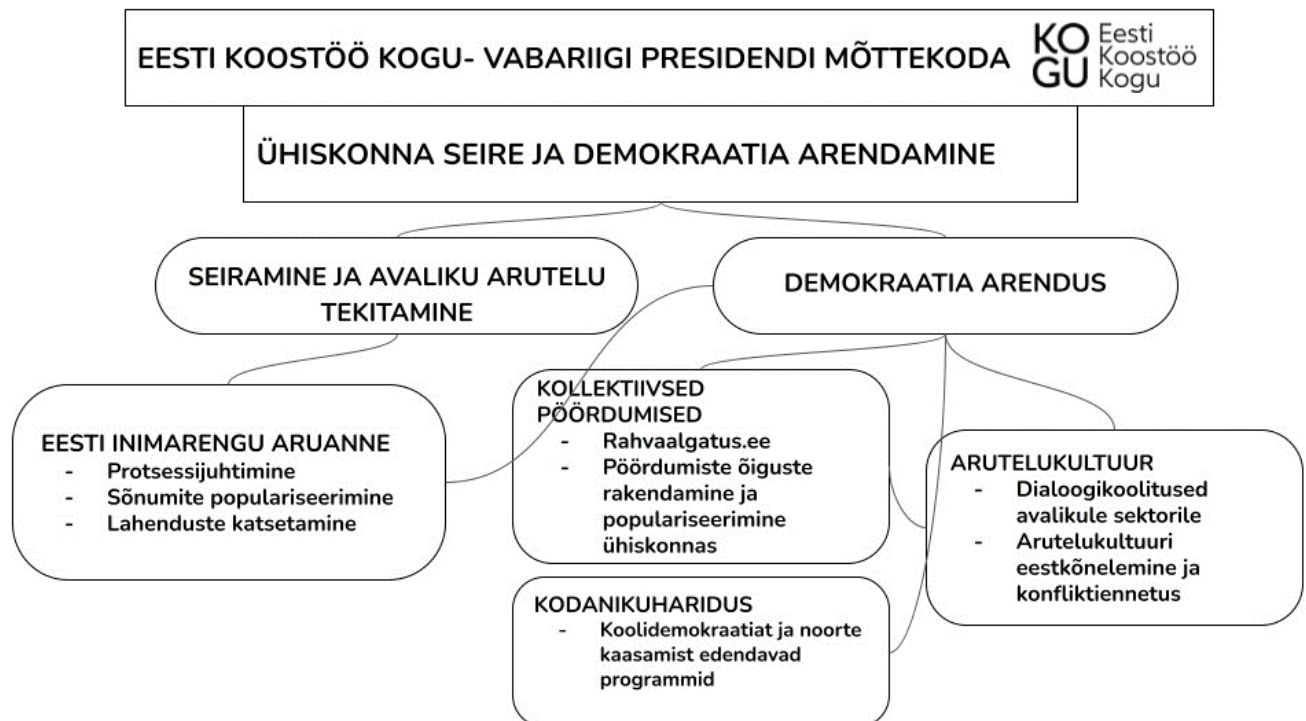 EESTI KOOSTÖÖ KOGU- VABARIIGI PRESIDENDI MÕTTEKODA
KO
GU
Eesti
Koostöö
Kogu
ÜHISKONNA SEIRE JA DEMOKRAATIA ARENDAMINE
SEIRAMINE JA AVALIKU ARUTELU
TEKITAMINE
DEMOKRAATIA ARENDUS
EESTI INIMARENGU ARUANNE
- Protsessijuhtimine
- Sõnumite populariseerimine
- Lahenduste katsetamine
KOLLEKTIIVSED
PÖÖRDUMISED
- Rahvaalgatus.ee
- Pöördumiste õiguste
rakendamine ja
populariseerimine
ühiskonnas
ARUTELUKULTUUR
- Dialoogikoolitused
avalikule sektorile
- Arutelukultuuri
eestkõnelemine ja
konfliktiennetus
KODANIKUHARIDUS
- Koolidemokraatiat ja noorte
kaasamist edendavad
programmid